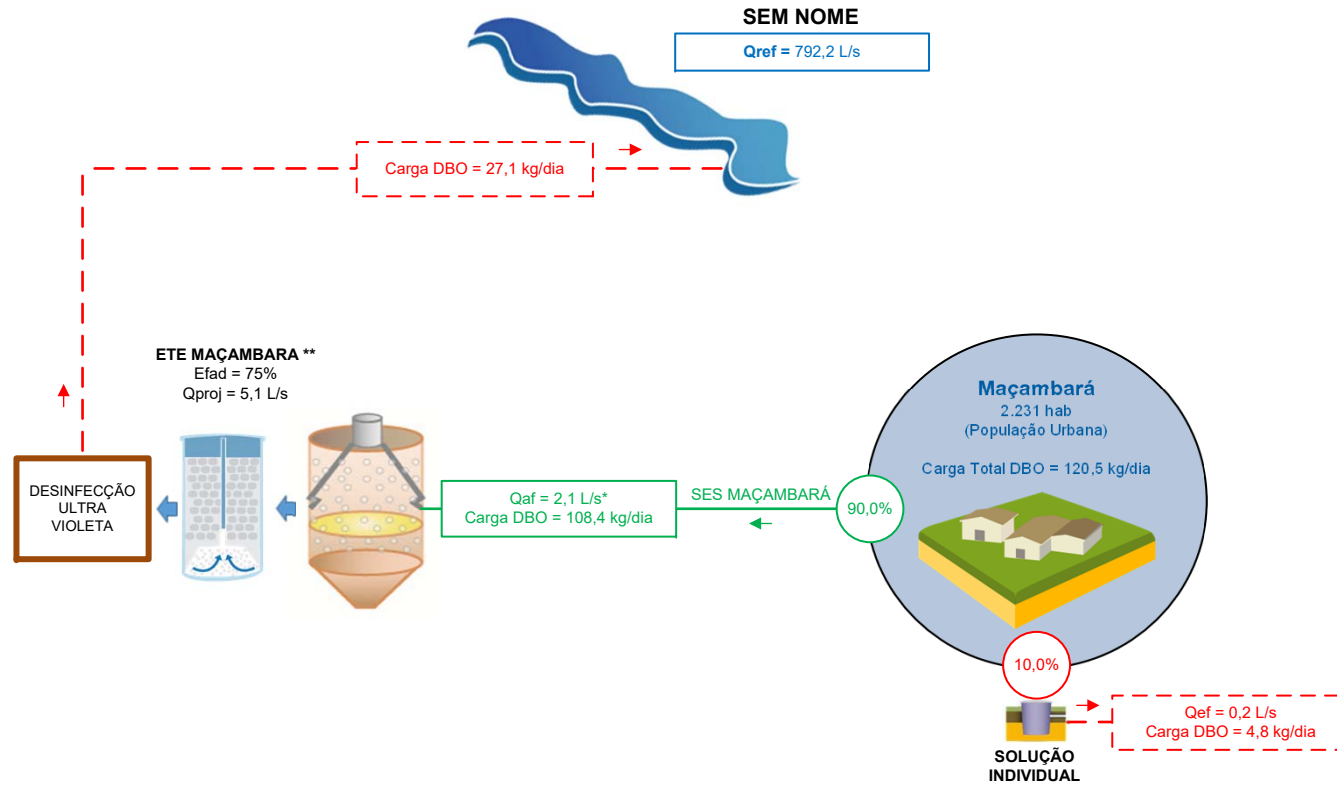 SEM NOME
Qref = 792,2 L/s
Carga DBO = 27,1 kg/dia
ETE MAÇAMBARA **
Efad = 75%
Qproj = 5,1 L/s
DESINFECÇÃO
ULTRA
VIOLETA
Qaf = 2,1 L/s*
Carga DBO = 108,4 kg/dia
SES MAÇAMBARÁ
90,0%
Maçambará
2.231 hab
(População Urbana)
Carga Total DBO = 120,5 kg/dia
10,0%
SOLUÇÃO
INDIVIDUAL
Qef = 0,2 L/s
Carga DBO = 4,8 kg/dia